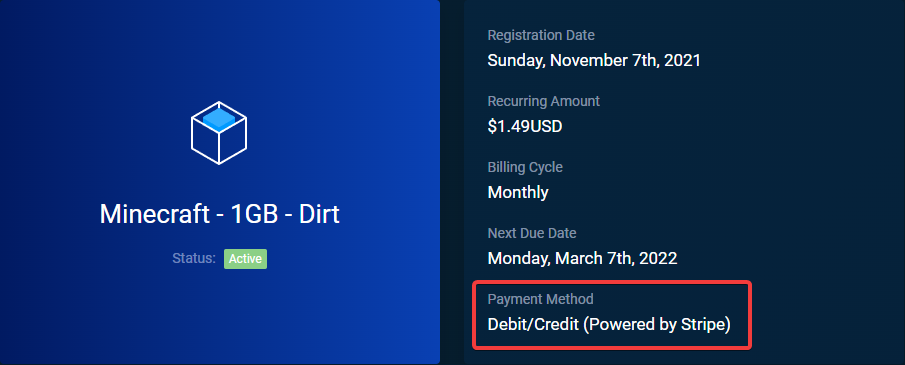 Minecraft - 1GB - Dirt
Status: Active
Registration Date
Sunday, November 7th, 2021
Recurring Amount
$1.49USD
Billing Cycle
Monthly
Next Due Date
Monday, March 7th, 2022
Payment Method
Debit/Credit (Powered by Stripe)